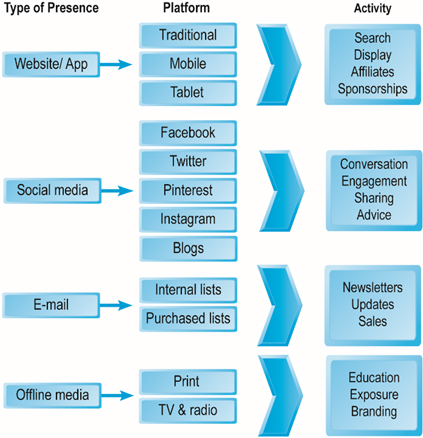 Type of Presence
Platform
Activity
Website/ App
Traditional
Mobile
Tablet
Search
Display
Affiliates
Sponsorships
Social media
Facebook
Twitter
Pinterest
Instagram
Blogs
Conversation
Engagement
Sharing
Advice
E-mail
Internal lists
Purchased lists
Newsletters
Updates
Sales
Offline media
Print
TV & radio
Education
Exposure
Branding